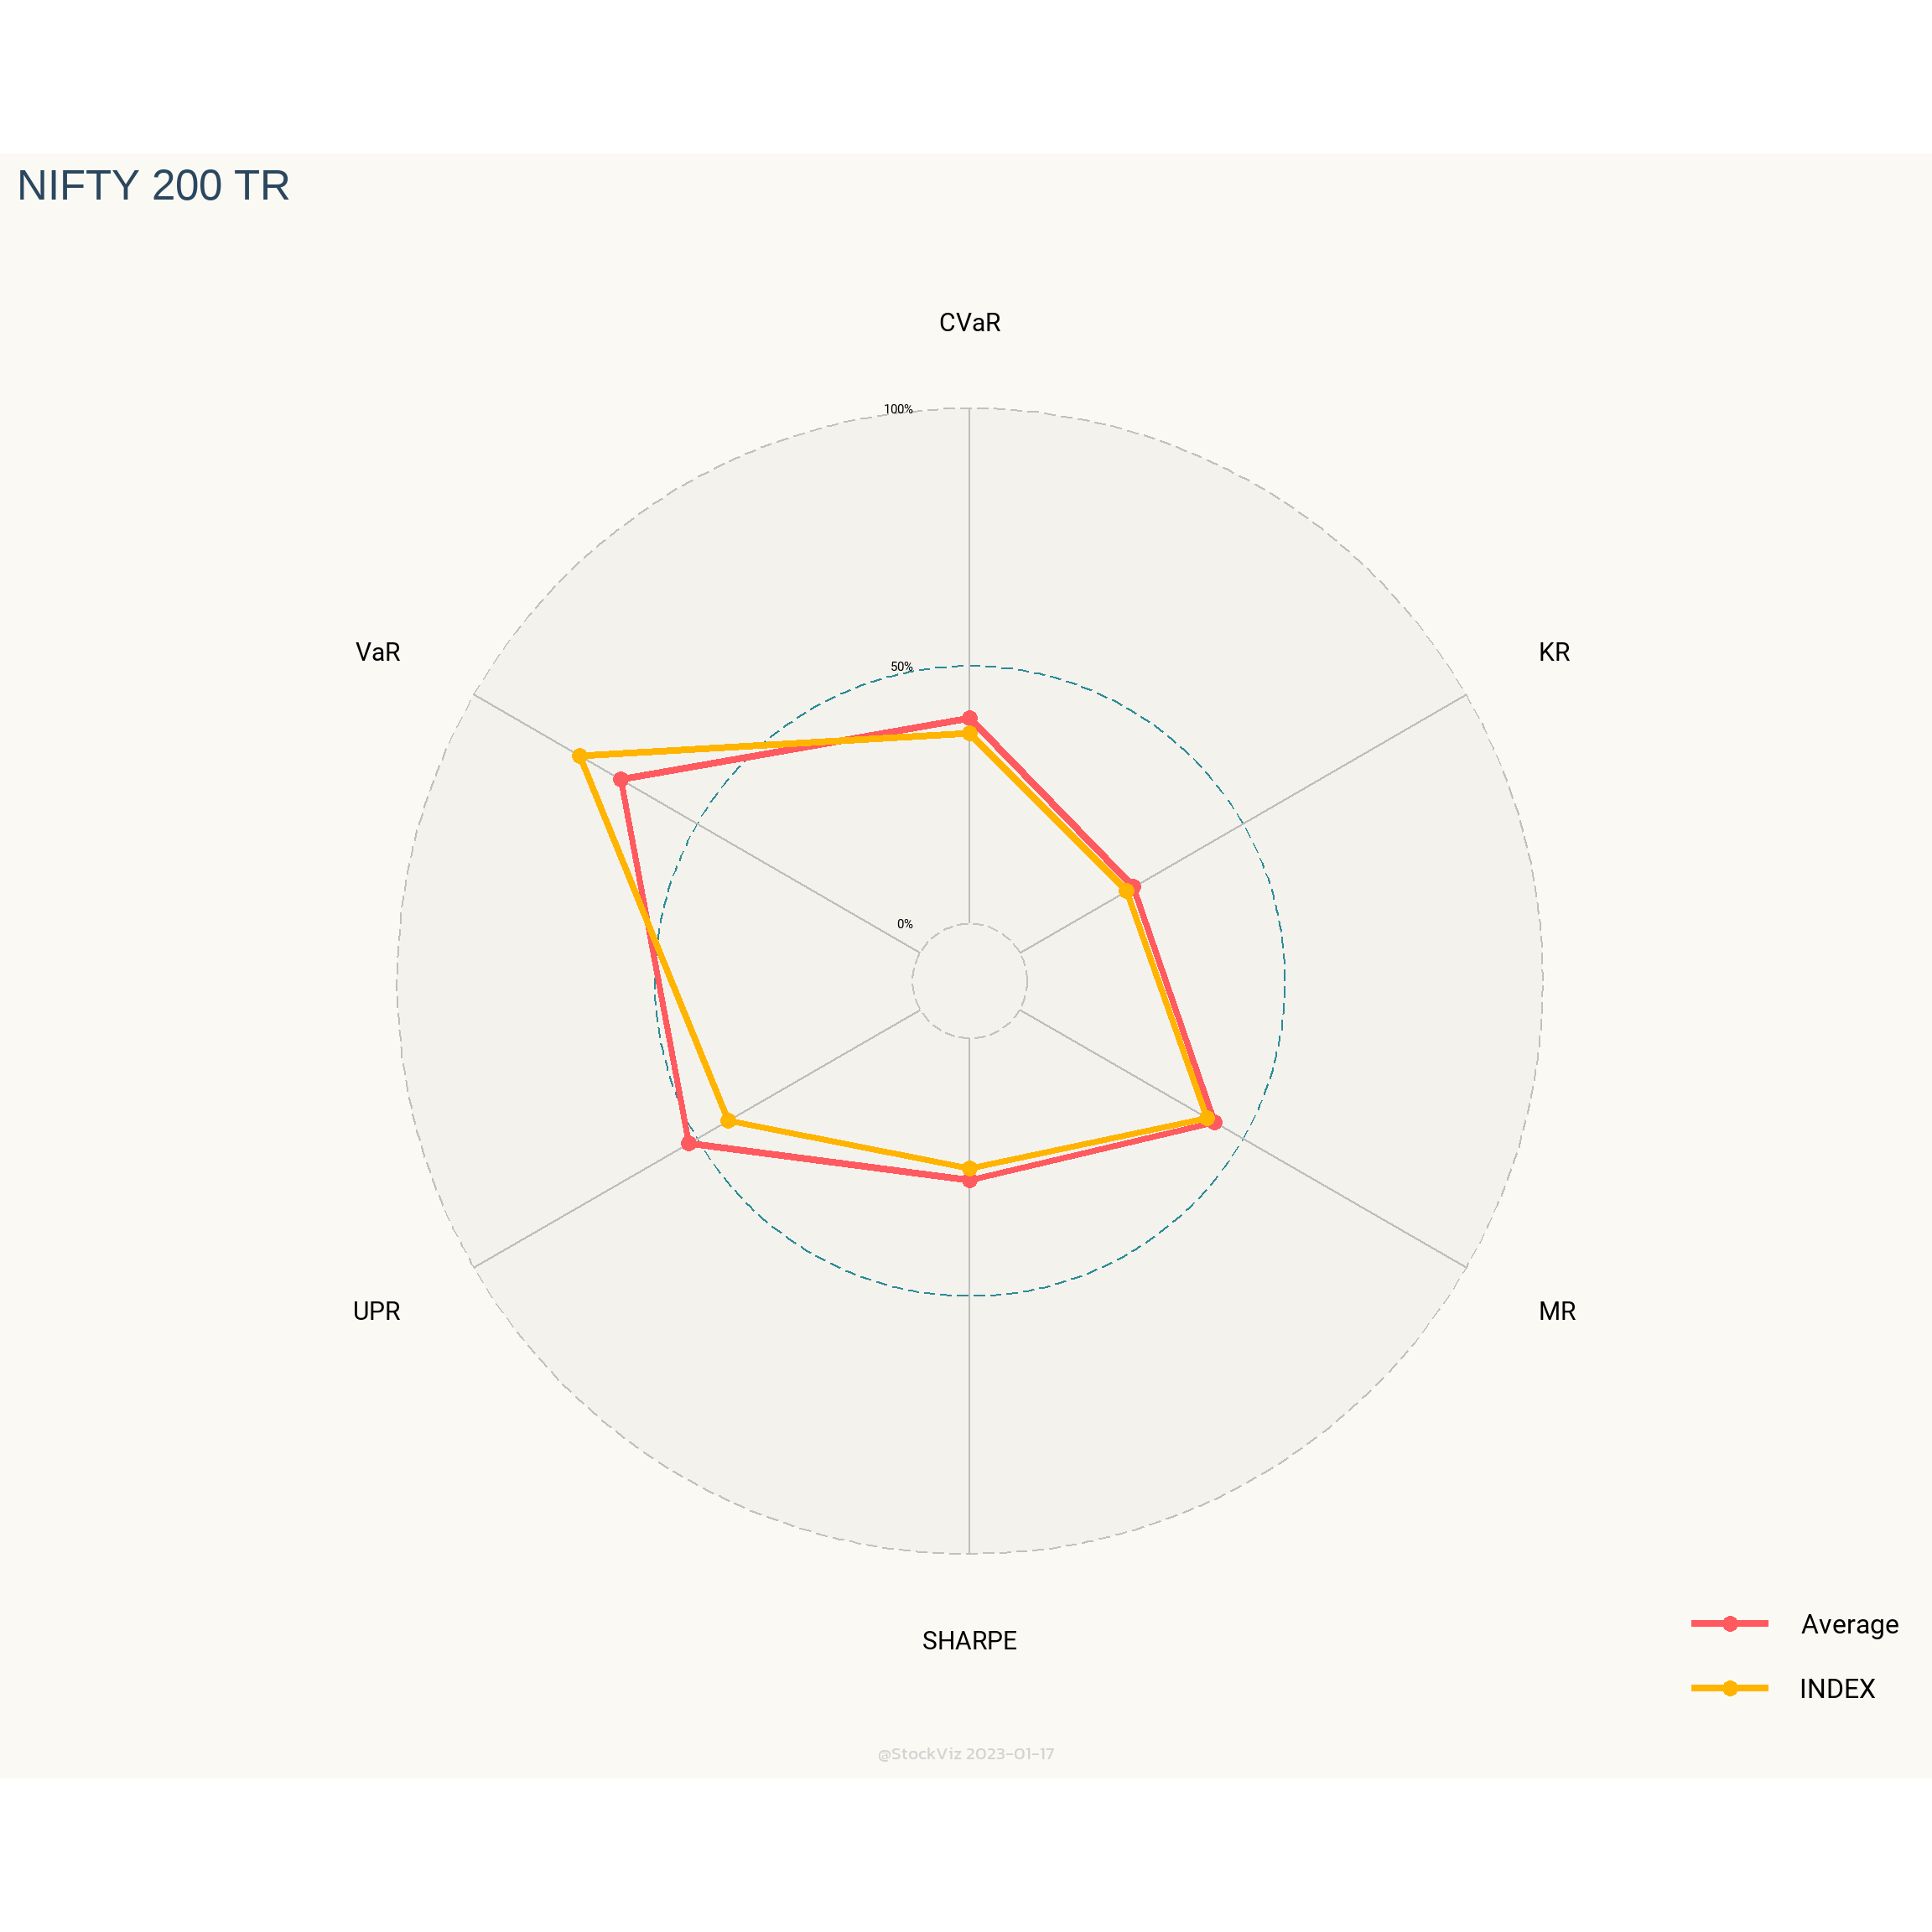 NIFTY 200 TR
CVaR
100%
VaR
KR
50%
0%
UPR
MR
SHARPE
Average
INDEX
@StockViz 2023-01-17